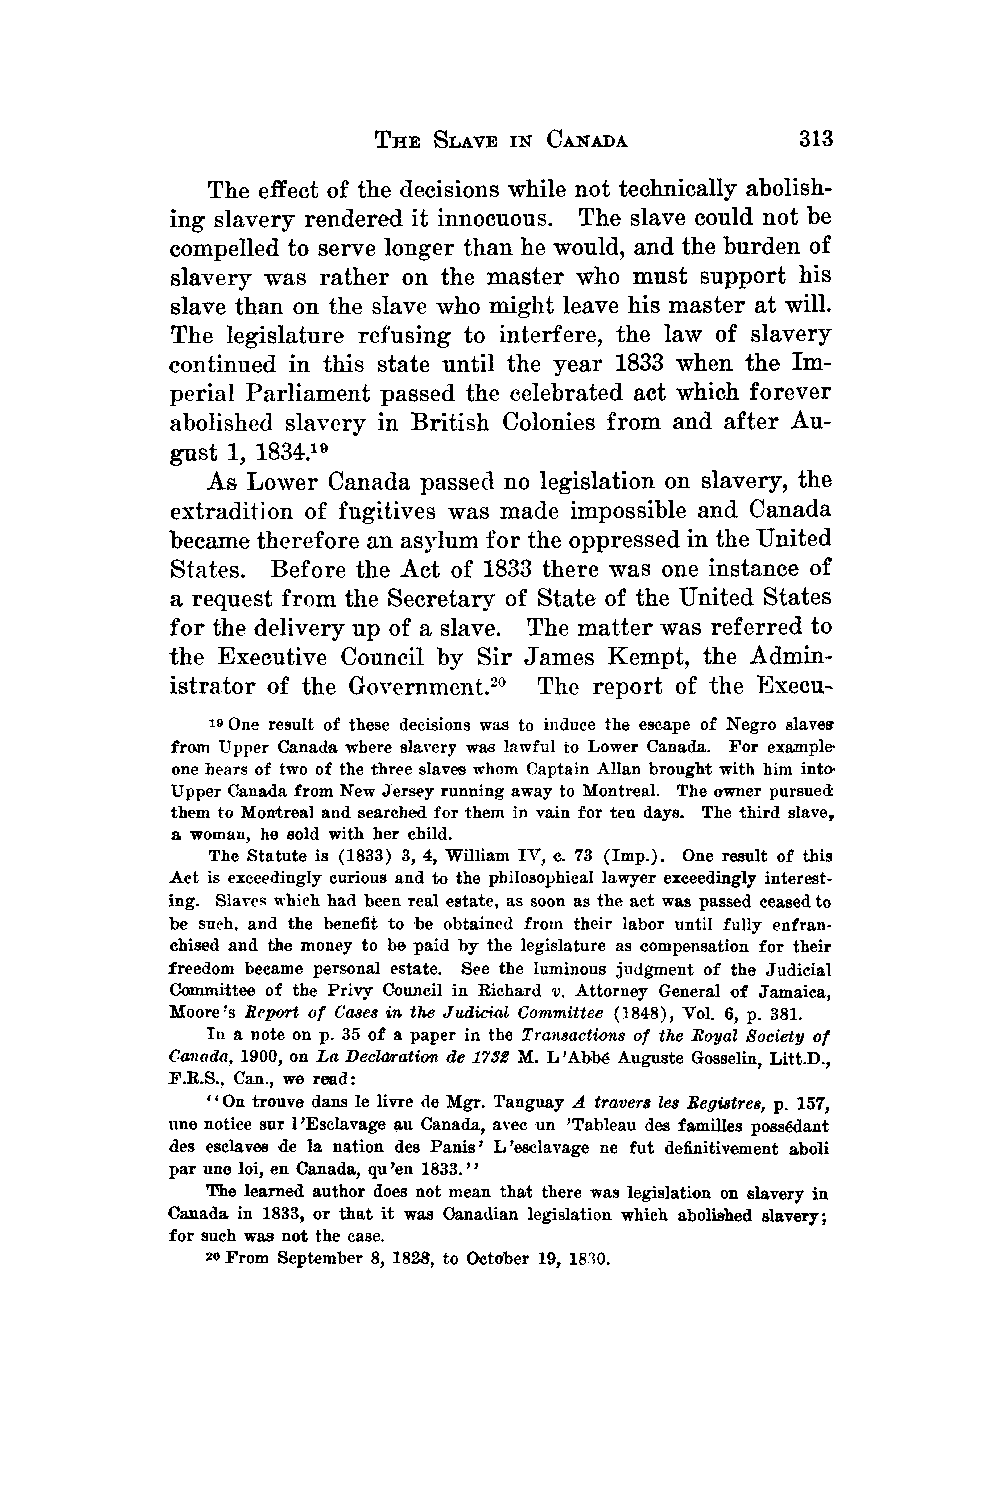 THE SLAVE IN CANADA 313
The effect of the decisions while not technically abolish-
ing slavery rendered it innocuous. The slave could not be
compelled to serve longer than he would, and the burden of
slavery was rather on the master who must support his
slave than on the slave who might leave his master at will.
The legislature refusing to interfere, the law of slavery
continued in this state until the year 1833 when the Im-
perial Parliament passed the celebrated act which forever
abolished slavery in British Colonies from and after Au-
gust 1, 1834.¹⁹
As Lower Canada passed no legislation on slavery, the
extradition of fugitives was made impossible and Canada
became therefore an asylum for the oppressed in the United
States. Before the Act of 1833 there was one instance of
a request from the Secretary of State of the United States
for the delivery up of a slave. The matter was referred to
the Executive Council by Sir James Kempt, the Admin-
istrator of the Government.²⁰ The report of the Execu-
¹⁹ One result of these decisions was to induce the escape of Negro slaves
from Upper Canada where slavery was lawful to Lower Canada. For example
one hears of two of the three slaves whom Captain Allan brought with him into
Upper Canada from New Jersey running away to Montreal. The owner pursued
them to Montreal and searched for them in vain for ten days. The third slave,
a woman, he sold with her child.
The Statute is (1833) 3, 4, William IV, c. 73 (Imp.). One result of this
Act is exceedingly curious and to the philosophical lawyer exceedingly interest-
ing. Slaves which had been real estate, as soon as the act was passed ceased to
be such, and the benefit to be obtained from their labor until fully enfran-
chised and the money to be paid by the legislature as compensation for their
freedom became personal estate. See the luminous judgment of the Judicial
Committee of the Privy Council in Richard v. Attorney General of Jamaica,
Moore's Report of Cases in the Judicial Committee (1848), Vol. 6, p. 381.
In a note on p. 35 of a paper in the Transactions of the Royal Society of
Canada, 1900, on La Declaration de 1732 M. L'Abbé Auguste Gosselin, Litt.D.,
F.R.S., Can., we read:
"On trouve dans le livre de Mgr. Tanguay A travers les Registres, p. 157,
une notice sur l'Esclavage au Canada, avec un 'Tableau des familles possédant
des esclaves de la nation des Panis' L'esclavage ne fut definitivement aboli
par une loi, en Canada, qu'en 1833."
The learned author does not mean that there was legislation on slavery in
Canada in 1833, or that it was Canadian legislation which abolished slavery;
for such was not the case.
²⁰ From September 8, 1828, to October 19, 1830.